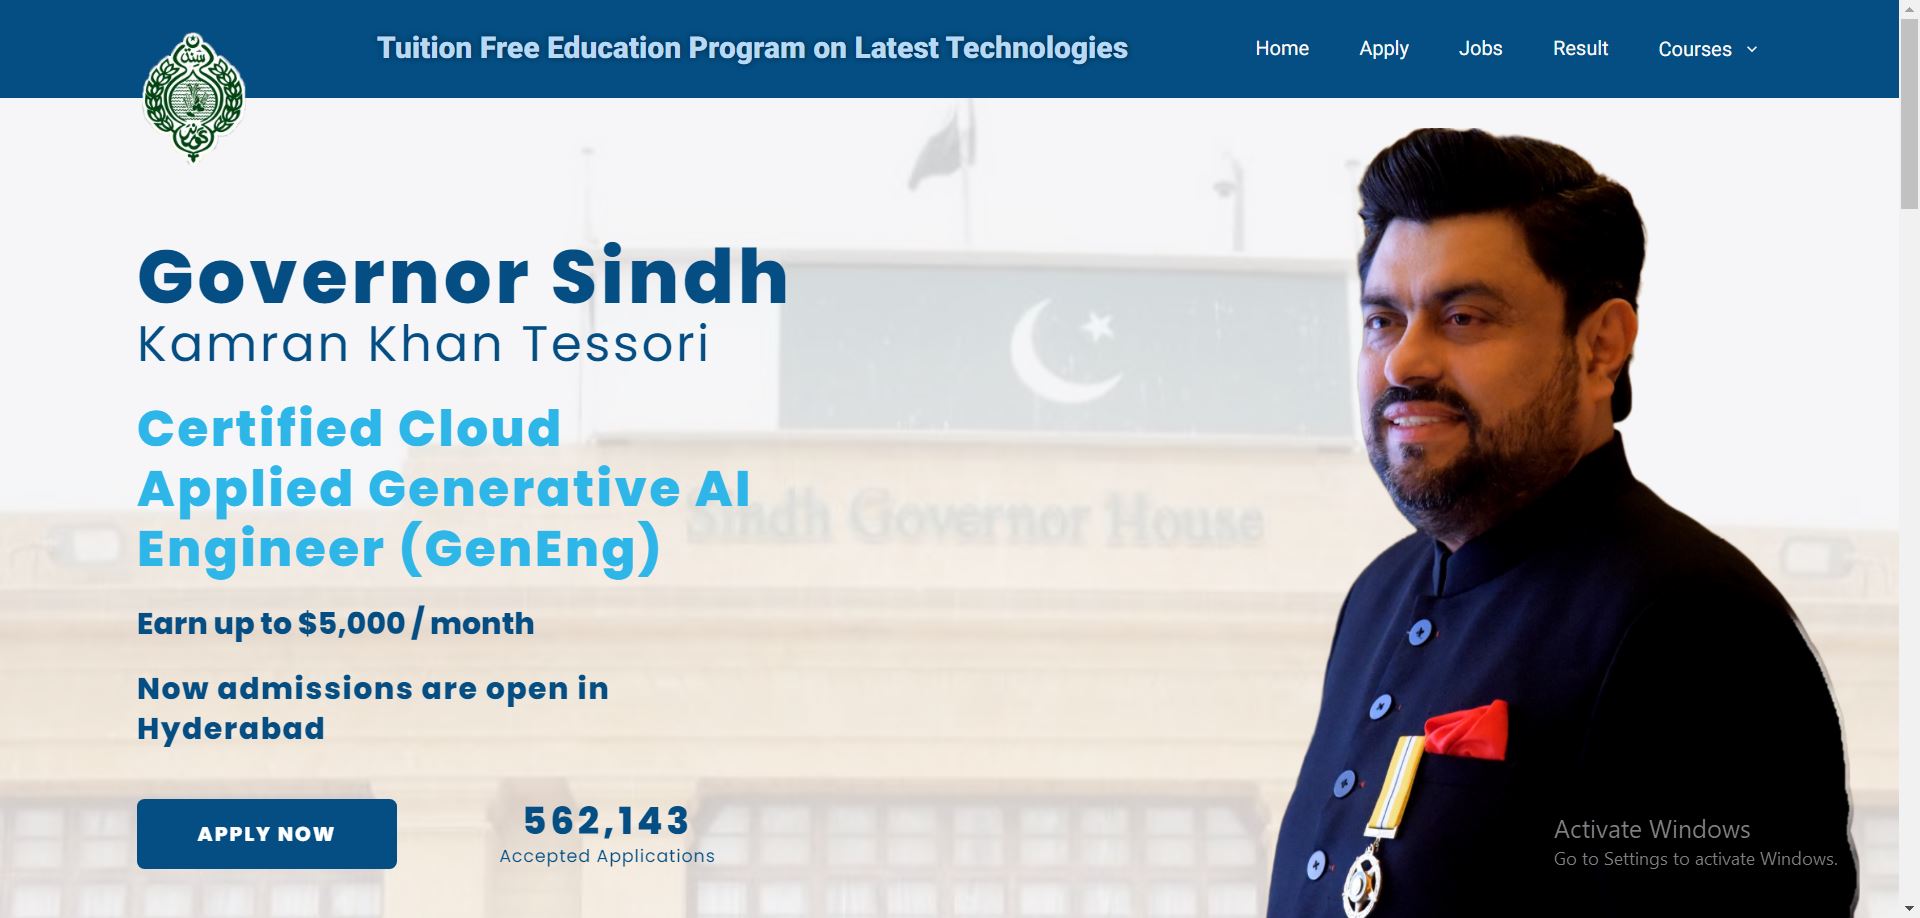 Tuition Free Education Program on Latest Technologies
Home Apply Jobs Result Courses
Governor Sindh
Kamran Khan Tessori
Certified Cloud
Applied Generative AI
Engineer (GenEng)
Sindh Governor House
Earn up to $5,000 / month
Now admissions are open in
Hyderabad
APPLY NOW
562,143
Accepted Applications
Activate Windows
Go to Settings to activate Windows.